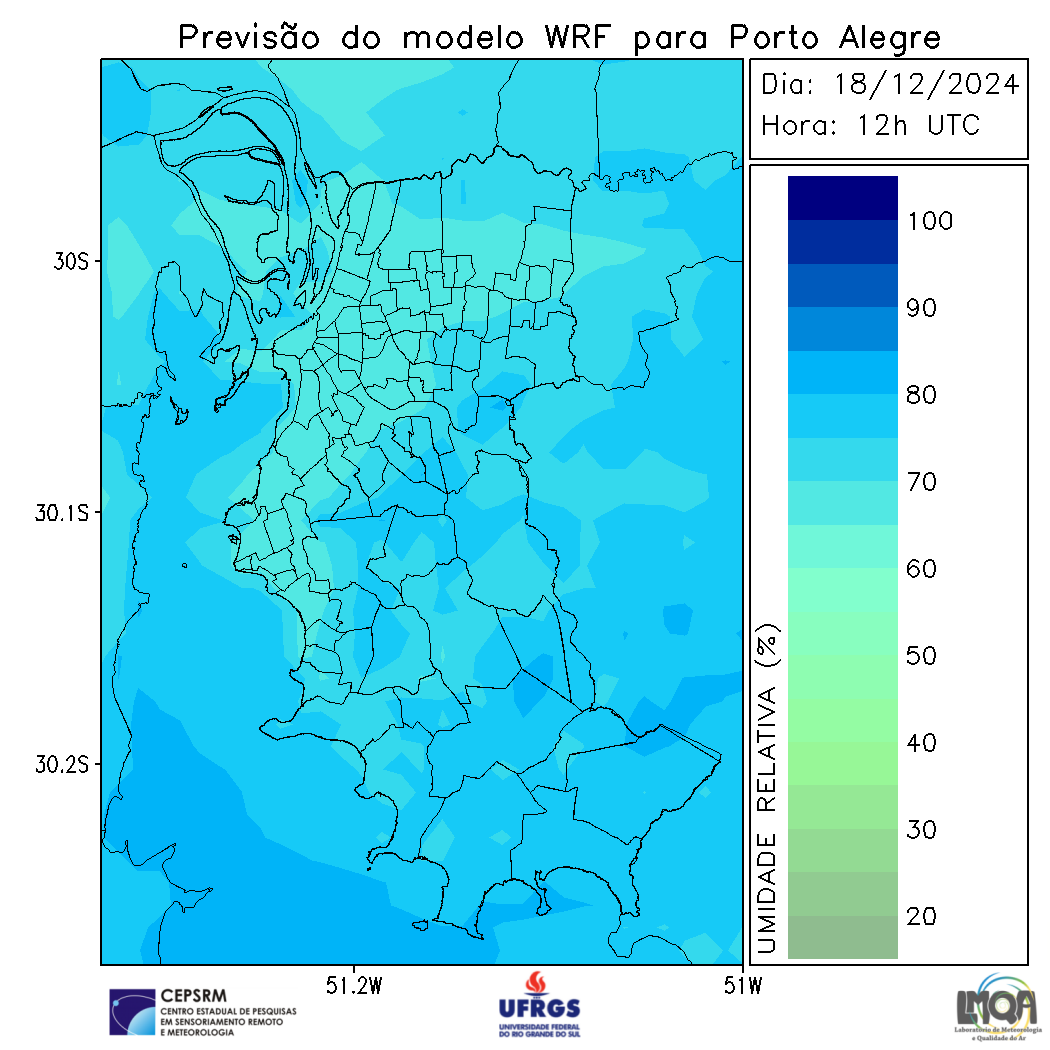 Previsão do modelo WRF para Porto Alegre
Dia: 18/12/2024
Hora: 12h UTC
100
90
80
70
60
50
40
30
20
UMIDADE RELATIVA (%)
30S
30.1S
30.2S
51.2W
51W
CEPSRM
CENTRO ESTADUAL DE PESQUISAS
EM SENSORIAMENTO REMOTO
E METEOROLOGIA
UFRGS
UNIVERSIDADE FEDERAL
DO RIO GRANDE DO SUL
LMQA
Laboratório de Meteorologia
e Qualidade do Ar